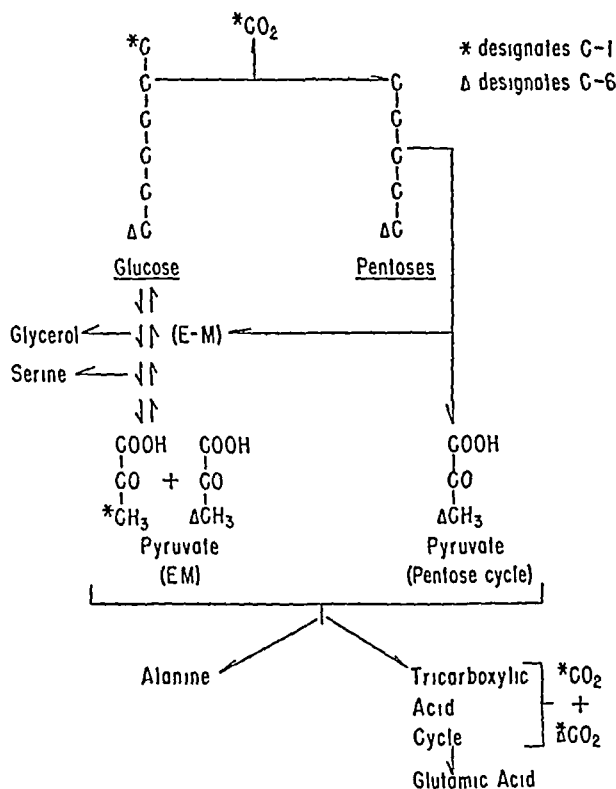 *CO2
* designates C-1
Δ designates C-6
*C
C
C
C
C
ΔC
C
C
C
C
ΔC
Glucose
Pentoses
Glycerol
(E-M)
Serine
COOH
CO
*CH3
+
COOH
CO
ΔCH3
COOH
CO
ΔCH3
Pyruvate
(EM)
Pyruvate
(Pentose cycle)
Alanine
Tricarboxylic
Acid
Cycle
*CO2
+
*ΔCO2
Glutamic Acid